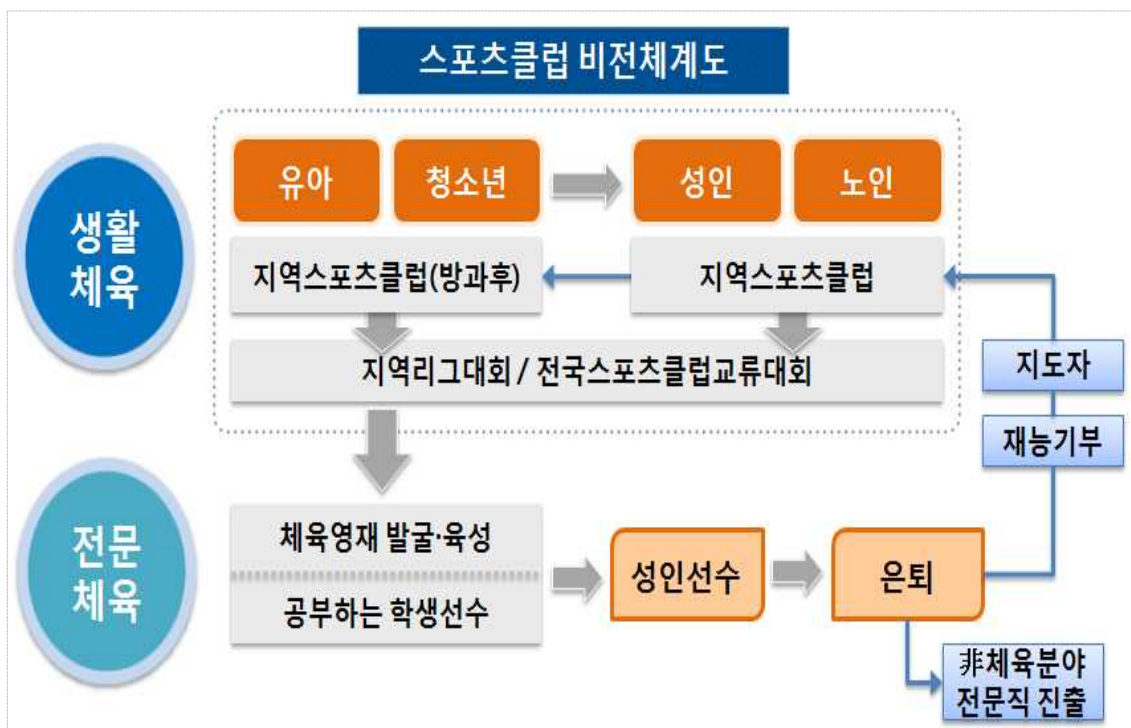 스포츠클럽 비전체계도
생활
체육
유아
청소년
성인
노인
지역스포츠클럽(방과후)
지역스포츠클럽
지역리그대회 / 전국스포츠클럽교류대회
지도자
재능기부
전문
체육
체육영재 발굴·육성
공부하는 학생선수
성인선수
은퇴
非체육분야
전문직 진출